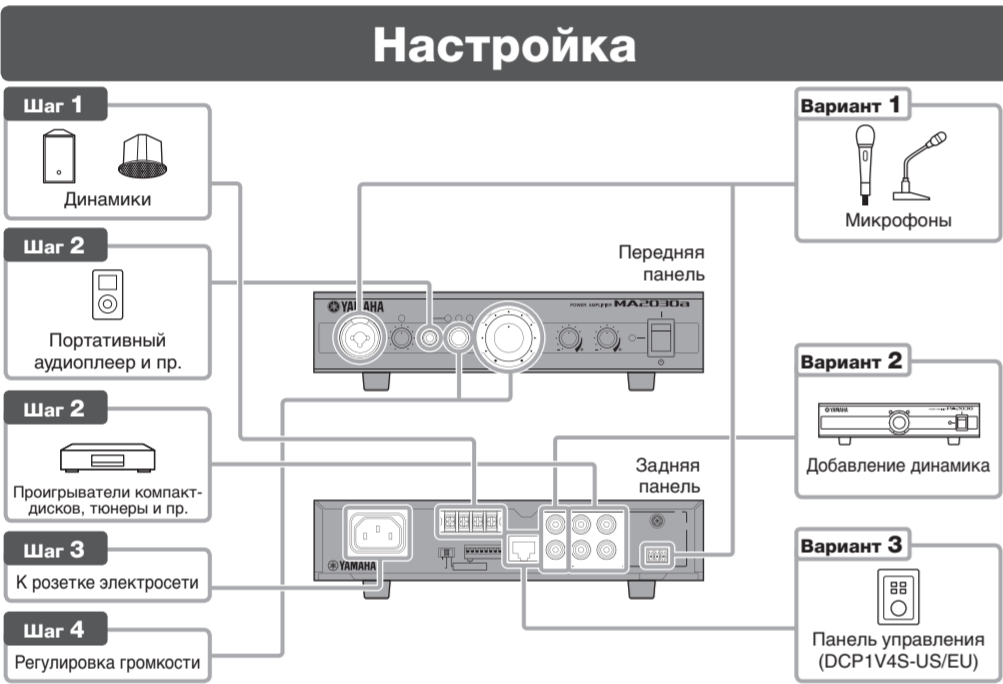 Настройка
Шаг 1
Динамики
Шаг 2
Портативный
аудиоплеер и пр.
Шаг 2
Проигрыватели компакт-
дисков, тюнеры и пр.
Шаг 3
К розетке электросети
Шаг 4
Регулировка громкости
Передняя
панель
YAMAHA
POWER AMPLIFIER MA2030a
Задняя
панель
YAMAHA
Вариант 1
Микрофоны
Вариант 2
YAMAHA
PA2030
Добавление динамика
Вариант 3
Панель управления
(DCP1V4S-US/EU)